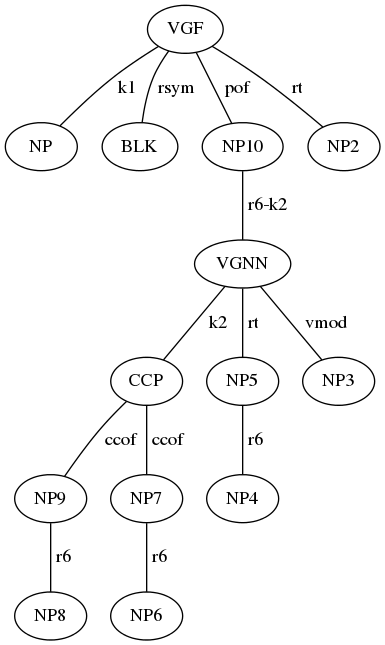 VGF
k1 rsym pof rt
NP BLK NP10 NP2
r6-k2
VGNN
k2 rt vmod
CCP NP5 NP3
ccof ccof r6
NP9 NP7 NP4
r6 r6
NP8 NP6